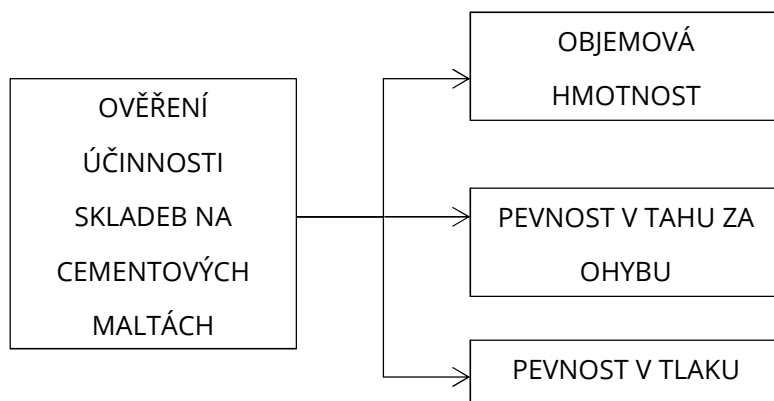 OVĚŘENÍ
ÚČINNOSTI
SKLADEB NA
CEMENTOVÝCH
MALTÁCH
OBJEMOVÁ
HMOTNOST
PEVNOST V TAHU ZA
OHYBU
PEVNOST V TLAKU